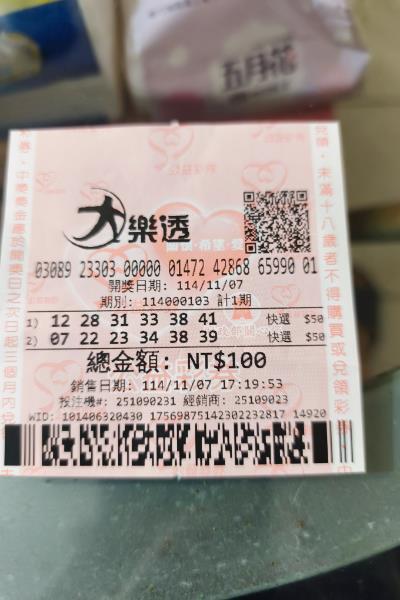 五月花
大樂透
03089 23303 00000 01472 42868 65990 01
開獎日期: 114/11/07
期別: 114000103 計1期
1) 12 28 31 33 38 41 快選 $50
2) 07 22 23 34 38 39 快選 $50
總金額: NT$100
銷售日期: 114/11/07 17:19:53
投注機#: 251090231 經銷商: 25109023
WID: 101406320430 17569875142302232817 14920
未滿十八歲者不得購買或兌領彩券